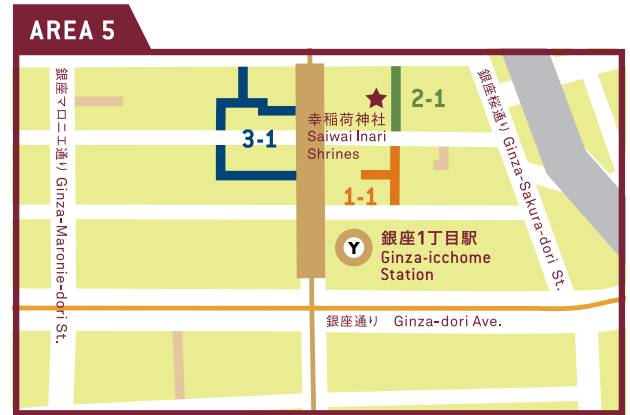 AREA 5
銀座マロニエ通り Ginza-Maronie-dori St.
3-1
幸稲荷神社
Saiwai Inari
Shrines
2-1
1-1
銀座桜通り Ginza-Sakura-dori St.
Y
銀座1丁目駅
Ginza-icchome
Station
銀座通り Ginza-dori Ave.